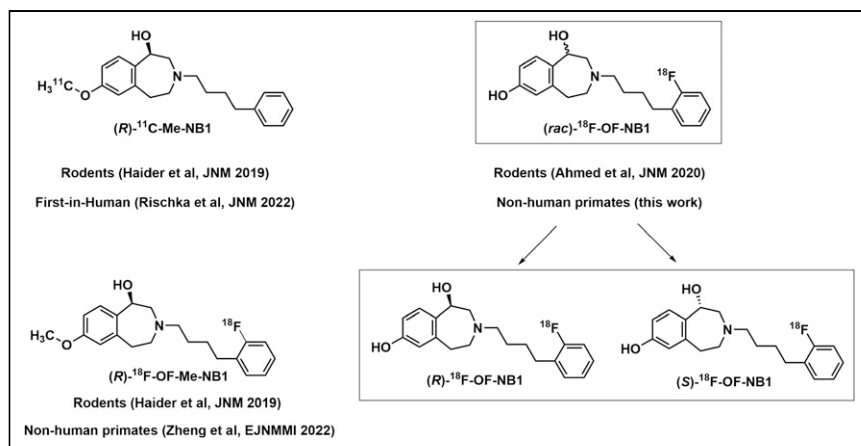 HO
H₃¹¹C
O
N
(R)-¹¹C-Me-NB1
Rodents (Haider et al, JNM 2019)
First-in-Human (Rischka et al, JNM 2022)
HO
HO
N
¹⁸F
(rac)-¹⁸F-OF-NB1
Rodents (Ahmed et al, JNM 2020)
Non-human primates (this work)
HO
H₃C
O
N
¹⁸F
(R)-¹⁸F-OF-Me-NB1
Rodents (Haider et al, JNM 2019)
Non-human primates (Zheng et al, EJNMMI 2022)
HO
HO
N
¹⁸F
(R)-¹⁸F-OF-NB1
HO
HO
N
¹⁸F
(S)-¹⁸F-OF-NB1